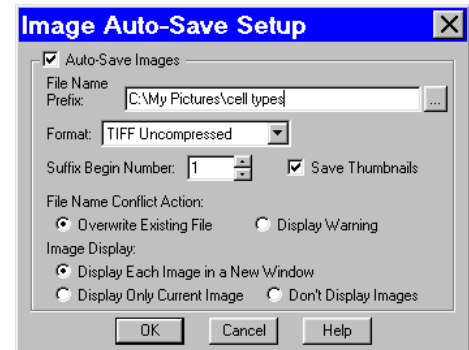 Image Auto-Save Setup
Auto-Save Images
File Name
Prefix: C:\My Pictures\cell types ...
Format: TIFF Uncompressed
Suffix Begin Number: 1 Save Thumbnails
File Name Conflict Action:
Overwrite Existing File Display Warning
Image Display:
Display Each Image in a New Window
Display Only Current Image Don't Display Images
OK Cancel Help